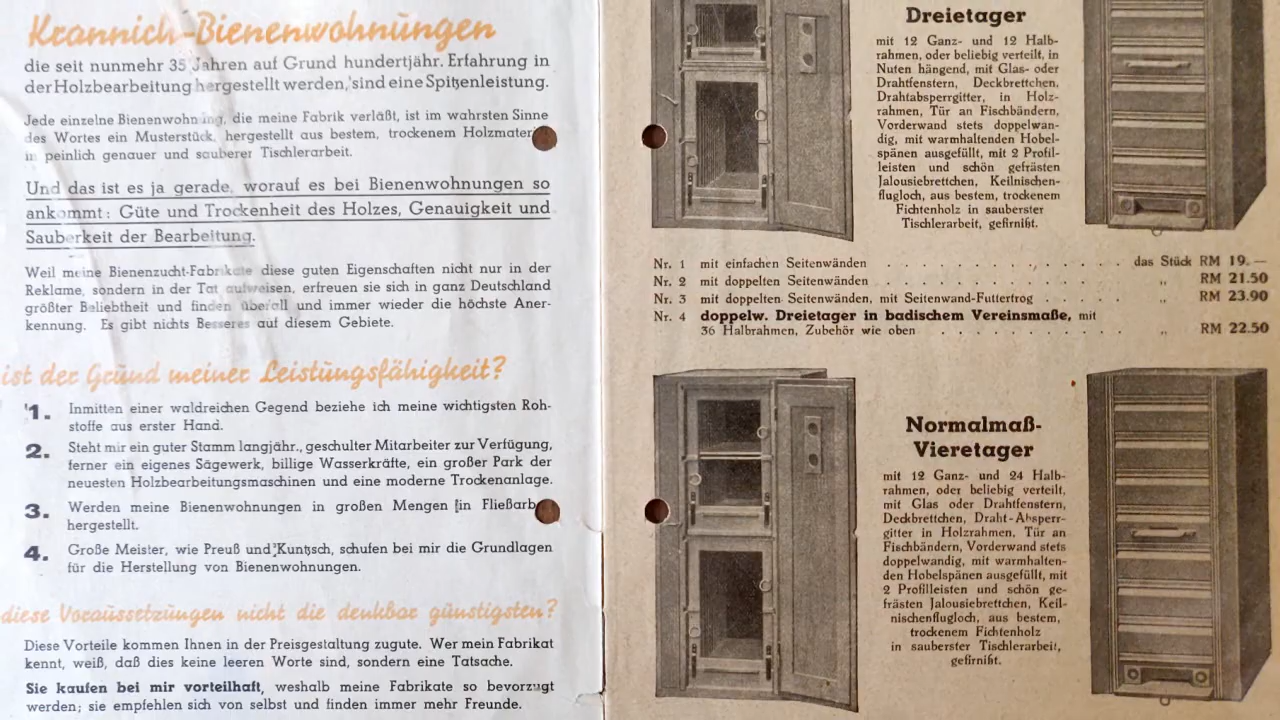 Krannich-Bienenwohnungen
die seit nunmehr 35 Jahren auf Grund hundertjähr. Erfahrung in
der Holzbearbeitung hergestellt werden, sind eine Spitzenleistung.
Jede einzelne Bienenwohnung, die meine Fabrik verläßt, ist im wahrsten Sinne
des Wortes ein Musterstück, hergestellt aus bestem, trockenem Holzmater
in peinlich genauer und sauberer Tischlerarbeit.
Und das ist es ja gerade, worauf es bei Bienenwohnungen so
ankommt: Güte und Trockenheit des Holzes, Genauigkeit und
Sauberkeit der Bearbeitung.
Weil meine Bienenzucht-Fabrikate diese guten Eigenschaften nicht nur in der
Reklame, sondern in der Tat aufweisen, erfreuen sie sich in ganz Deutschland
größter Beliebtheit und finden überall und immer wieder die höchste Aner-
kennung. Es gibt nichts Besseres auf diesem Gebiete.
ist der Grund meiner Leistungsfähigkeit?
1. Inmitten einer waldreichen Gegend beziehe ich meine wichtigsten Roh-
stoffe aus erster Hand.
2. Steht mir ein guter Stamm langjähr., geschulter Mitarbeiter zur Verfügung,
ferner ein eigenes Sägewerk, billige Wasserkräfte, ein großer Park der
neuesten Holzbearbeitungsmaschinen und eine moderne Trockenanlage.
3. Werden meine Bienenwohnungen in großen Mengen in Fließarb
hergestellt.
4. Große Meister, wie Preuß und Kuntzsch, schufen bei mir die Grundlagen
für die Herstellung von Bienenwohnungen.
diese Voraussetzungen nicht die denkbar günstigsten?
Diese Vorteile kommen Ihnen in der Preisgestaltung zugute. Wer mein Fabrikat
kennt, weiß, daß dies keine leeren Worte sind, sondern eine Tatsache.
Sie kaufen bei mir vorteilhaft, weshalb meine Fabrikate so bevorzugt
werden; sie empfehlen sich von selbst und finden immer mehr Freunde.
Dreietager
mit 12 Ganz- und 12 Halb-
rahmen, oder beliebig verteilt, in
Nuten hängend, mit Glas- oder
Drahtfenstern, Deckbrettchen,
Drahtabsperrgitter, in Holz-
rahmen, Tür an Fischbändern,
Vorderwand stets doppelwan-
dig, mit warmhaltenden Hobel-
spänen ausgefüllt, mit 2 Profil-
leisten und schön gefrästen
Jalousiebrettchen, Keilnischen-
flugloch, aus bestem, trockenem
Fichtenholz in sauberster
Tischlerarbeit, gefirnißt.
Nr. 1 mit einfachen Seitenwänden . . . . . . . . . . . . das Stück RM 19.—
Nr. 2 mit doppelten Seitenwänden . . . . . . . . . . . . „ RM 21.50
Nr. 3 mit doppelten Seitenwänden, mit Seitenwand-Futtertrog . . . . . „ RM 23.90
Nr. 4 doppelw. Dreietager in badischem Vereinsmaße, mit
36 Halbrahmen, Zubehör wie oben . . . . . . . . . . „ RM 22.50
Normalmaß-
Vieretager
mit 12 Ganz- und 24 Halb-
rahmen, oder beliebig verteilt,
mit Glas oder Drahtfenstern,
Deckbrettchen, Draht-Absperr-
gitter in Holzrahmen, Tür an
Fischbändern, Vorderwand stets
doppelwandig, mit warmhalten-
den Hobelspänen ausgefüllt, mit
2 Profilleisten und schön ge-
frästen Jalousiebrettchen, Keil-
nischenflugloch, aus bestem,
trockenem Fichtenholz
in sauberster Tischlerarbeit,
gefirnißt.